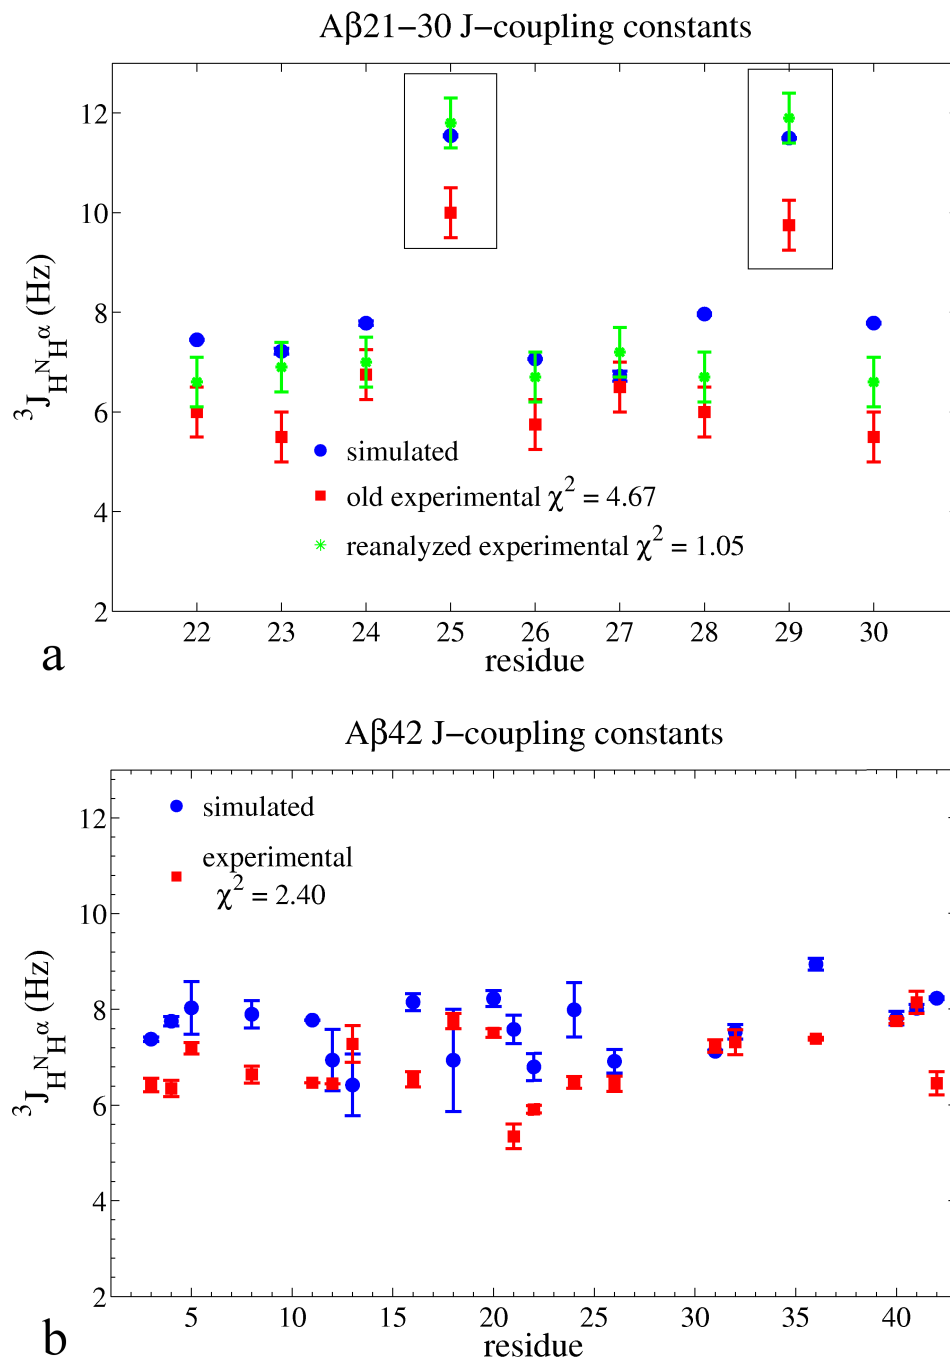 Aβ21−30 J−coupling constants
12
10
8
6
4
2
³J_HᴺHᵅ (Hz)
simulated
old experimental χ² = 4.67
reanalyzed experimental χ² = 1.05
22 23 24 25 26 27 28 29 30
residue
a
Aβ42 J−coupling constants
12
10
8
6
4
2
³J_HᴺHᵅ (Hz)
simulated
experimental
χ² = 2.40
5 10 15 20 25 30 35 40
residue
b